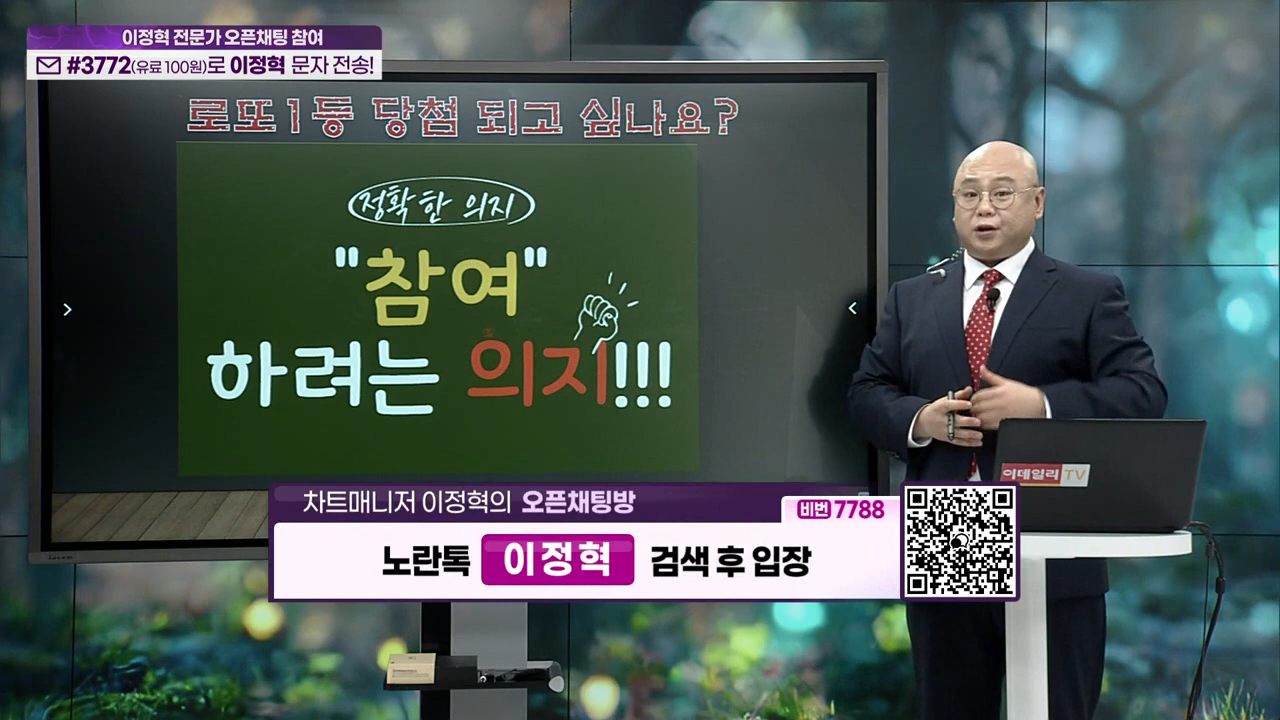 이정혁 전문가 오픈채팅 참여
#3772(유료 100원)로 이정혁 문자 전송!
로또1등 당첨 되고 싶나요?
정확한 의지
"참여"
하려는 의지!!!
이데일리TV
차트매니저 이정혁의 오픈채팅방
비번 7788
노란톡 이정혁 검색 후 입장